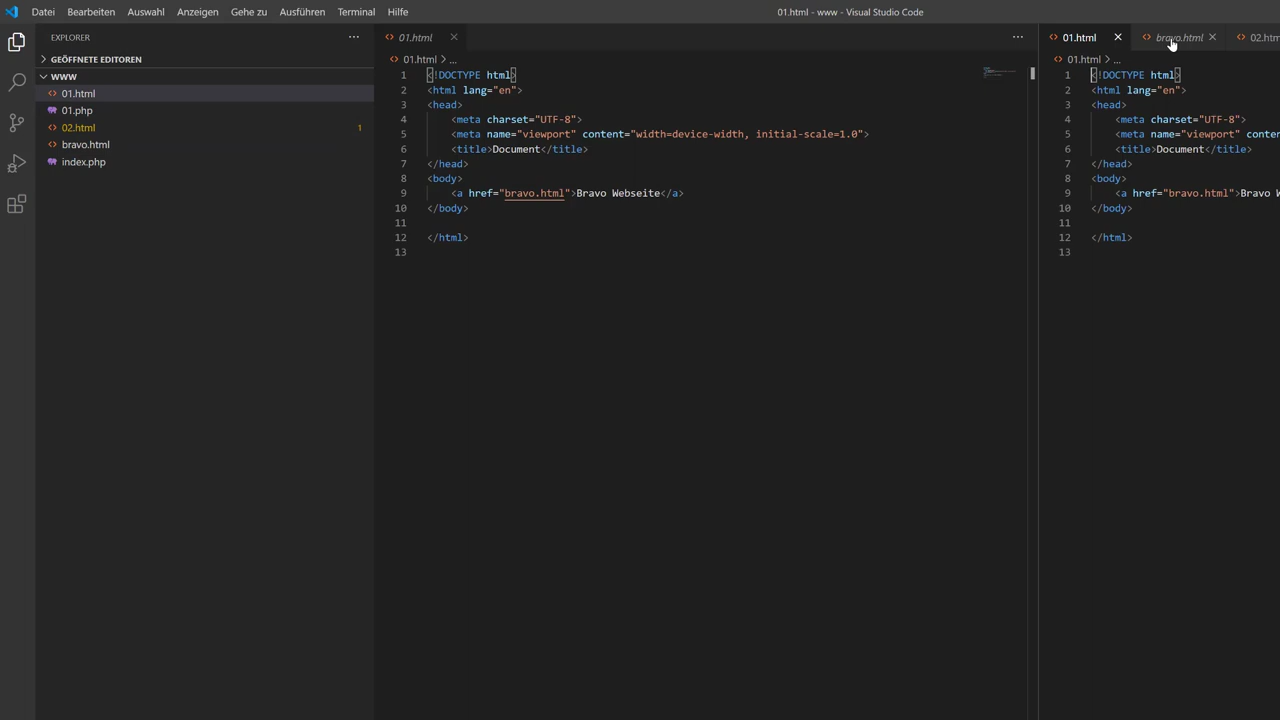 Datei Bearbeiten Auswahl Anzeigen Gehe zu Ausführen Terminal Hilfe 01.html - www - Visual Studio Code
EXPLORER
GEÖFFNETE EDITOREN
WWW
01.html
01.php
02.html 1
bravo.html
index.php
01.html
01.html > ...
1 <!DOCTYPE html>
2 <html lang="en">
3 <head>
4 <meta charset="UTF-8">
5 <meta name="viewport" content="width=device-width, initial-scale=1.0">
6 <title>Document</title>
7 </head>
8 <body>
9 <a href="bravo.html">Bravo Webseite</a>
10 </body>
11
12 </html>
13
01.html bravo.html 02.htm
01.html > ...
1 <!DOCTYPE html>
2 <html lang="en">
3 <head>
4 <meta charset="UTF-8">
5 <meta name="viewport" conter
6 <title>Document</title>
7 </head>
8 <body>
9 <a href="bravo.html">Bravo W
10 </body>
11
12 </html>
13